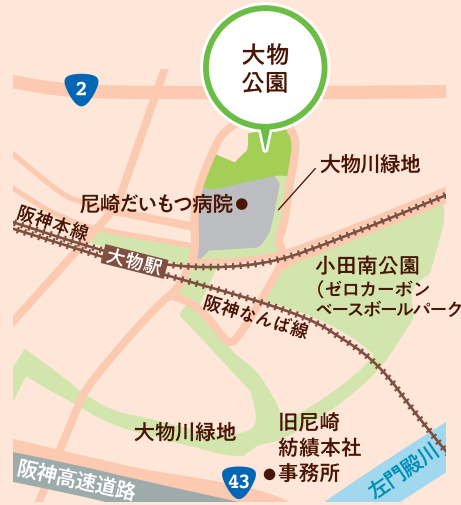 大物
公園
2
大物川緑地
尼崎だいもつ病院
阪神本線
大物駅
小田南公園
(ゼロカーボン
ベースボールパーク
阪神なんば線
大物川緑地
旧尼崎
紡績本社
事務所
阪神高速道路
43
左門殿川